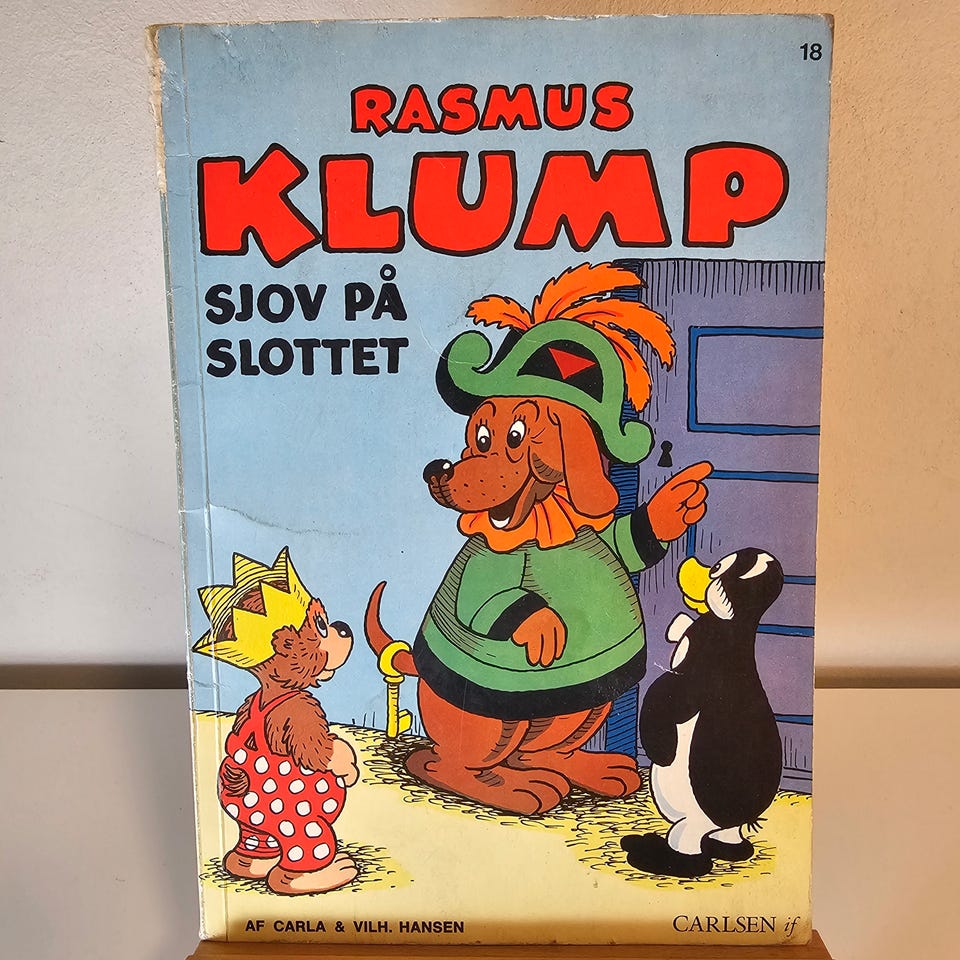 18
RASMUS
KLUMP
SJOV PÅ
SLOTTET
AF CARLA & VILH. HANSEN
CARLSEN if